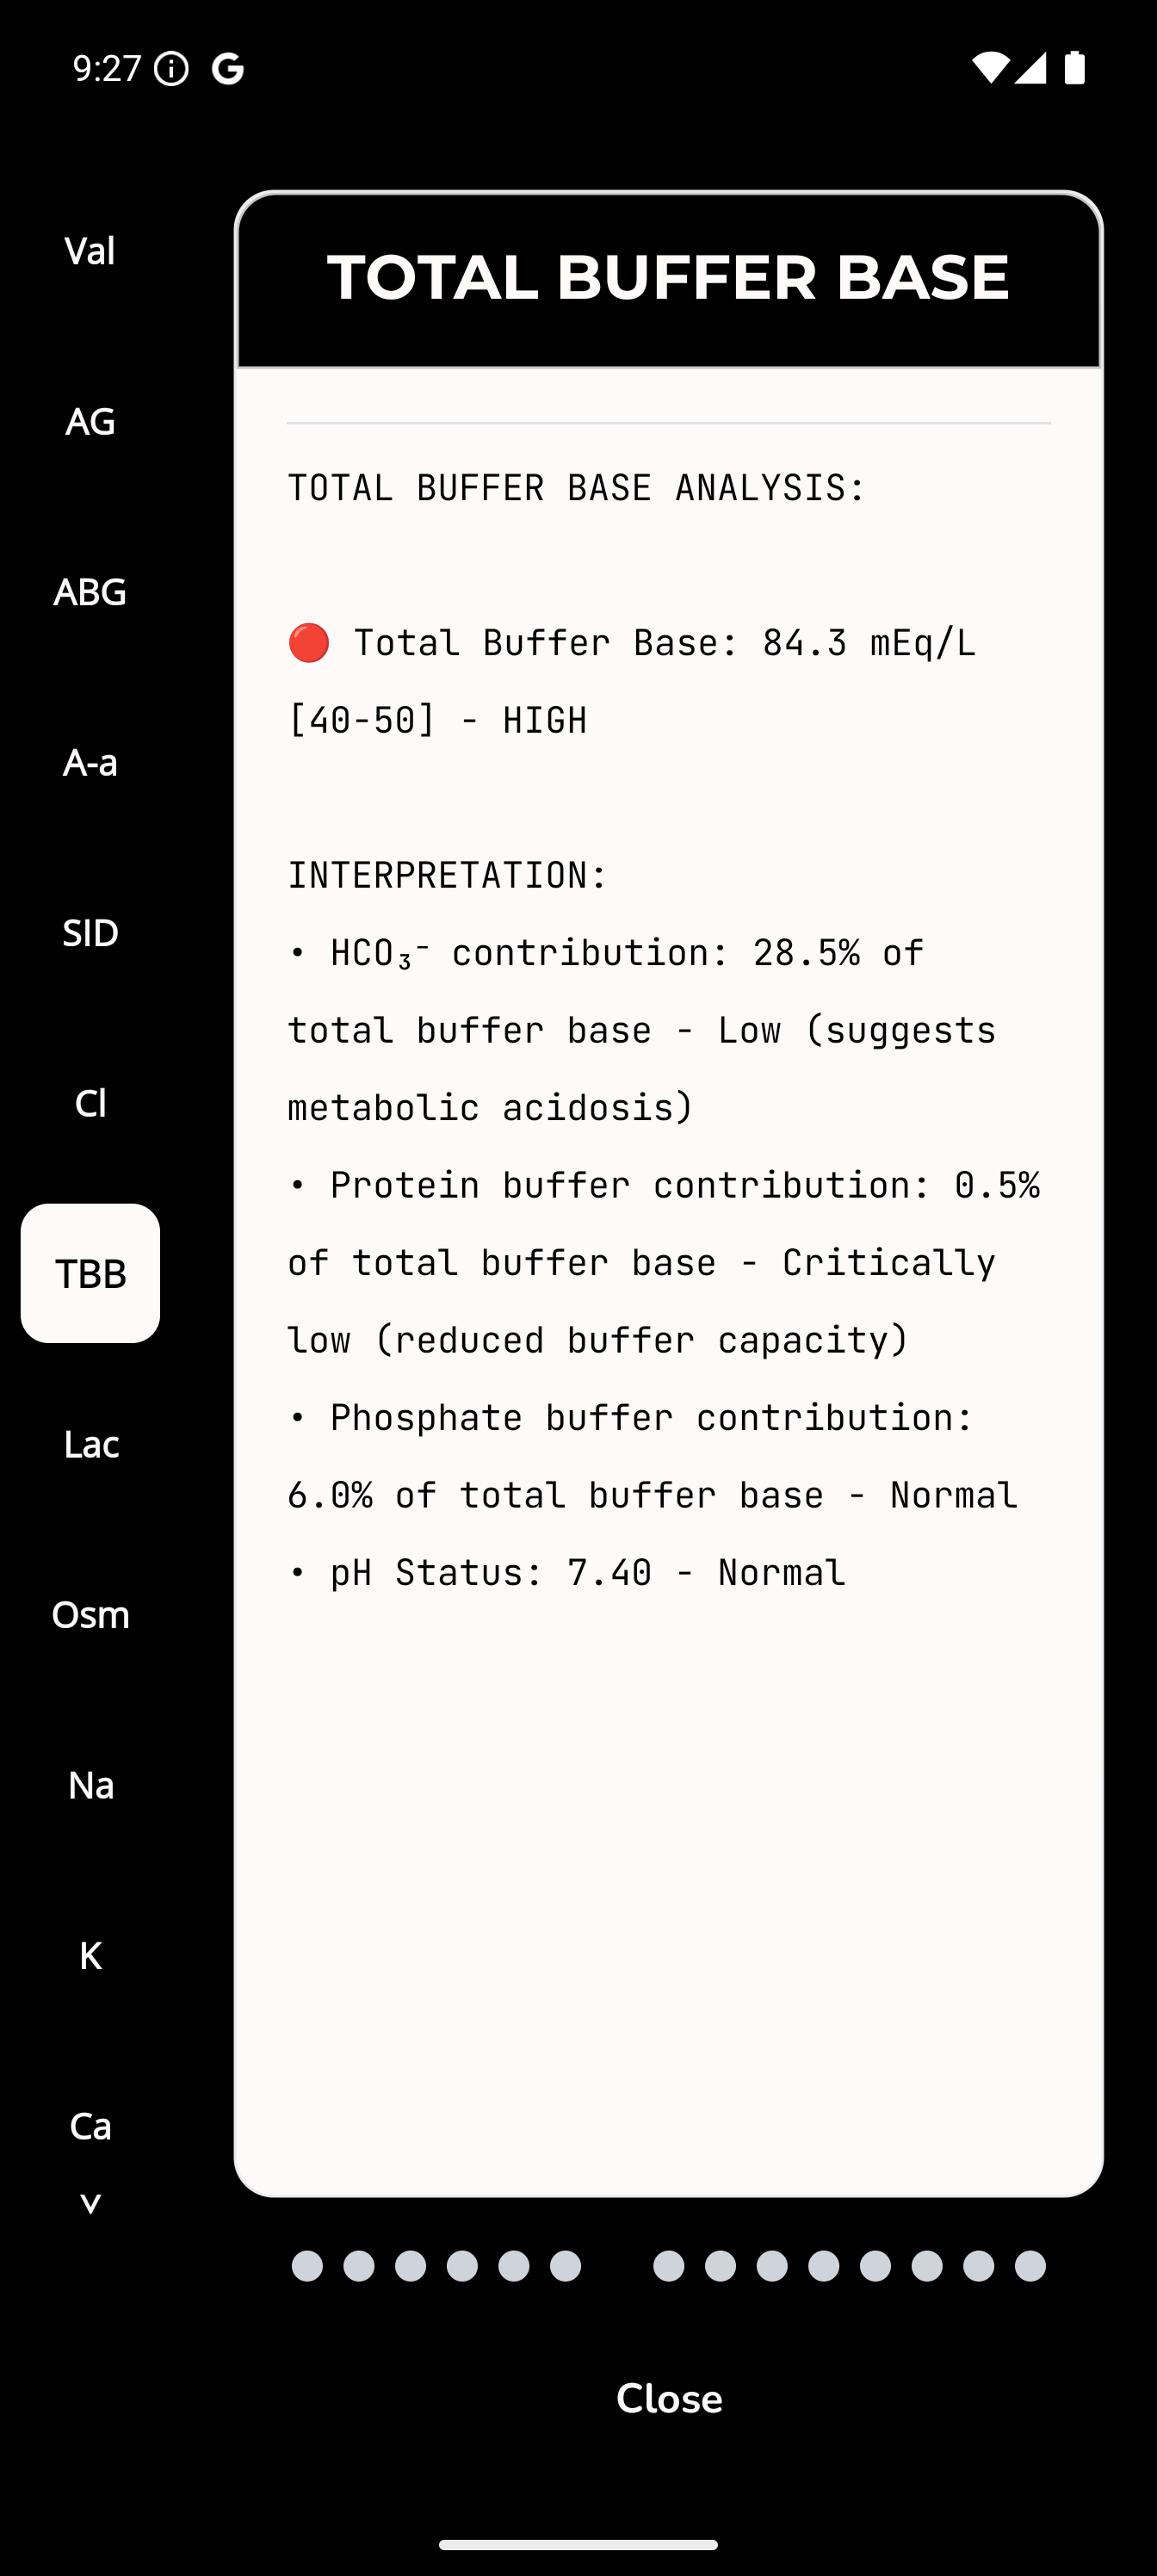 9:27
Val
AG
ABG
A-a
SID
Cl
TBB
Lac
Osm
Na
K
Ca
TOTAL BUFFER BASE
TOTAL BUFFER BASE ANALYSIS:
🔴 Total Buffer Base: 84.3 mEq/L
[40-50] - HIGH
INTERPRETATION:
• HCO₃⁻ contribution: 28.5% of
total buffer base - Low (suggests
metabolic acidosis)
• Protein buffer contribution: 0.5%
of total buffer base - Critically
low (reduced buffer capacity)
• Phosphate buffer contribution:
6.0% of total buffer base - Normal
• pH Status: 7.40 - Normal
Close